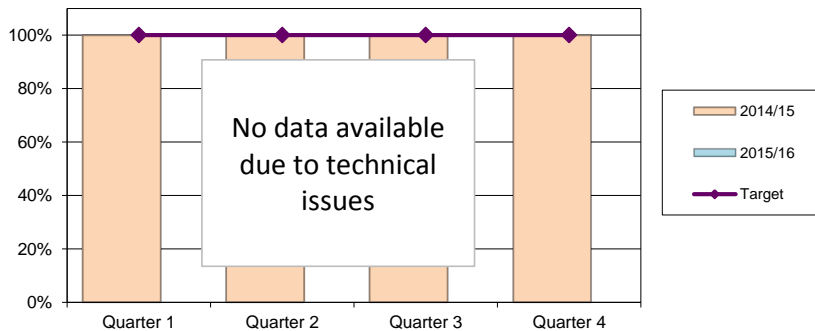 100%
80%
60%
40%
20%
0%
No data available
due to technical
issues
Quarter 1 Quarter 2 Quarter 3 Quarter 4
2014/15
2015/16
Target